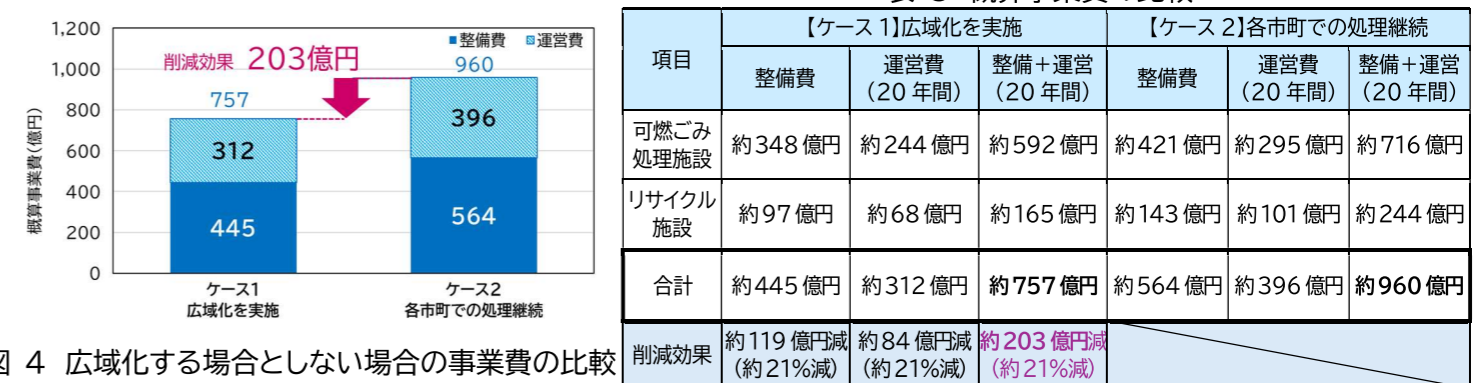 1,200
1,000
800
600
400
200
0
概算事業費(億円)
■整備費 運営費
削減効果 203億円
757
960
312
396
445
564
ケース1
広域化を実施
ケース2
各市町での処理継続
図 4 広域化する場合としない場合の事業費の比較
項目
【ケース 1】広域化を実施
【ケース 2】各市町での処理継続
整備費
運営費
(20 年間)
整備+運営
(20 年間)
整備費
運営費
(20 年間)
整備+運営
(20 年間)
可燃ごみ
処理施設
約348 億円 約244 億円 約592 億円 約421 億円 約295 億円 約716 億円
リサイクル
施設
約97 億円 約68 億円 約165 億円 約143 億円 約101 億円 約244 億円
合計 約445 億円 約312 億円 約757 億円 約564 億円 約396 億円 約960 億円
削減効果
約119 億円減
(約21%減)
約84 億円減
(約21%減)
約203 億円減
(約21%減)